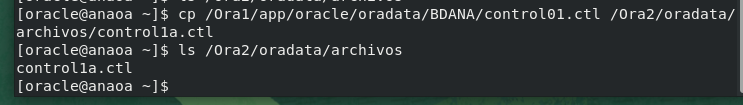 [oracle@anaoa ~]$ cp /Ora1/app/oracle/oradata/BDANA/control01.ctl /Ora2/oradata/
archivos/control1a.ctl
[oracle@anaoa ~]$ ls /Ora2/oradata/archivos
control1a.ctl
[oracle@anaoa ~]$